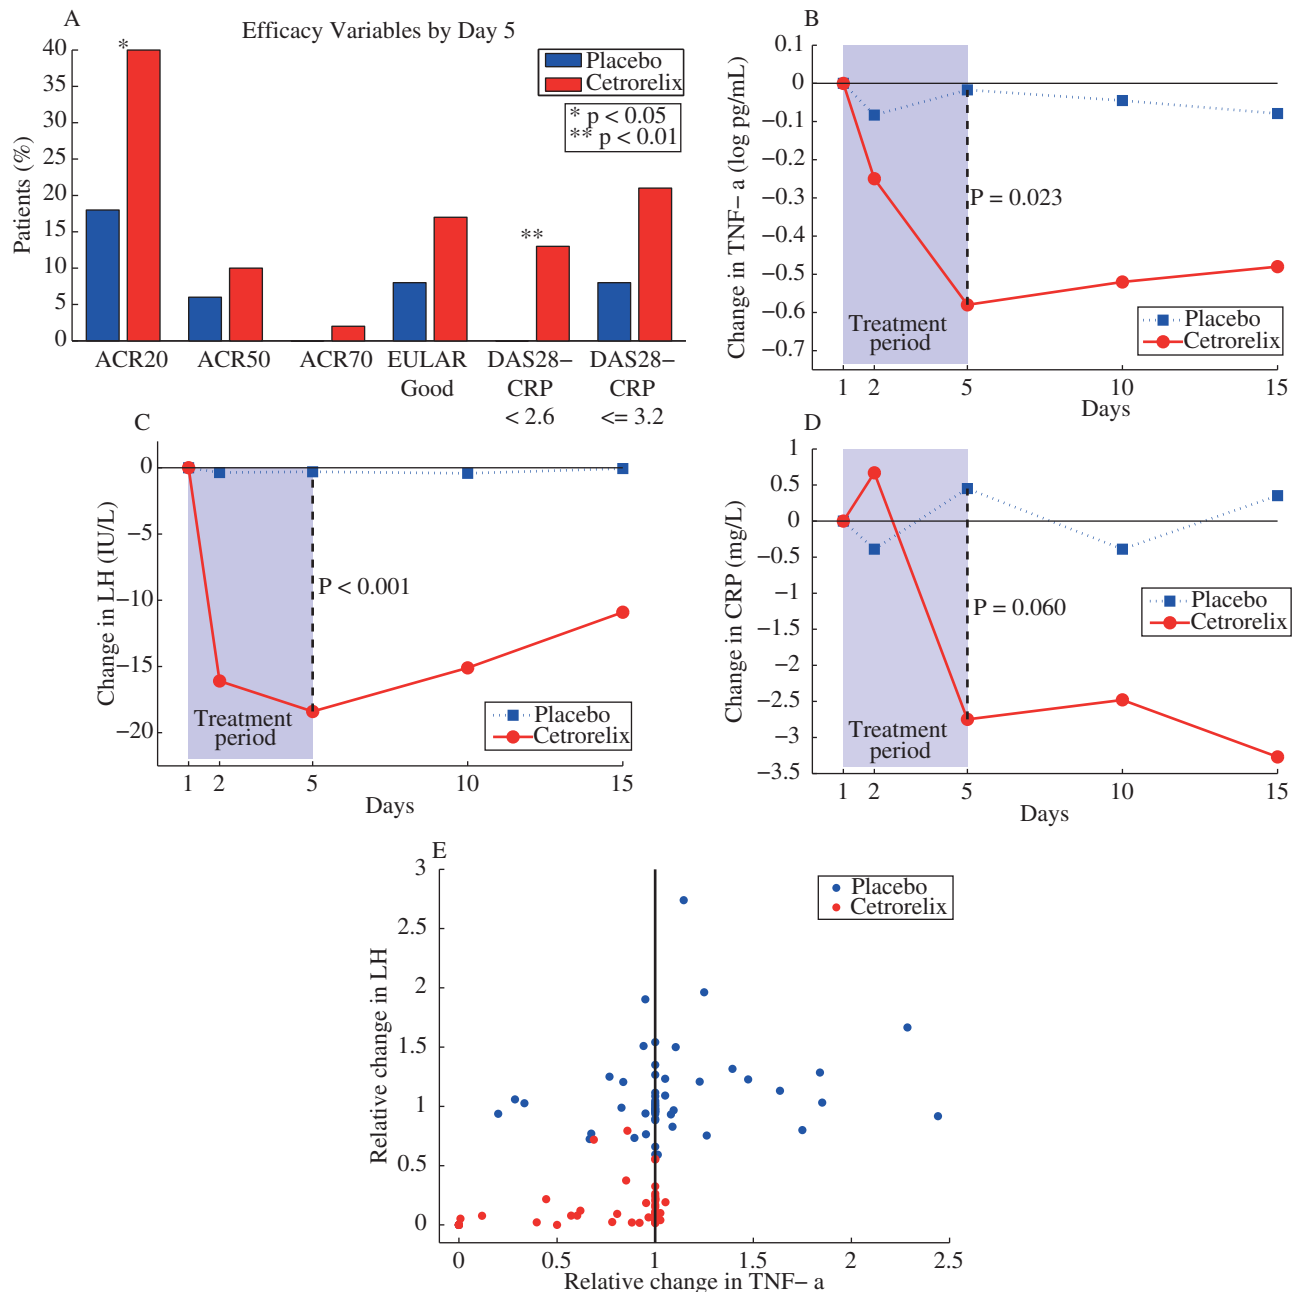 A
Efficacy Variables by Day 5
Patients (%)
40
35
30
25
20
15
10
5
0
*
**
Placebo
Cetrorelix
* p < 0.05
** p < 0.01
ACR20 ACR50 ACR70 EULAR DAS28− DAS28−
Good CRP CRP
< 2.6 <= 3.2
B
Change in TNF− a (log pg/mL)
0.1
0
−0.1
−0.2
−0.3
−0.4
−0.5
−0.6
−0.7
P = 0.023
Treatment
period
Placebo
Cetrorelix
1 2 5 10 15
Days
C
Change in LH (IU/L)
0
−5
−10
−15
−20
P < 0.001
Treatment
period
Placebo
Cetrorelix
1 2 5 10 15
Days
D
Change in CRP (mg/L)
1
0.5
0
−0.5
−1
−1.5
−2
−2.5
−3
−3.5
P = 0.060
Treatment
period
Placebo
Cetrorelix
1 2 5 10 15
Days
E
Relative change in LH
3
2.5
2
1.5
1
0.5
0
Placebo
Cetrorelix
0 0.5 1 1.5 2 2.5
Relative change in TNF− a